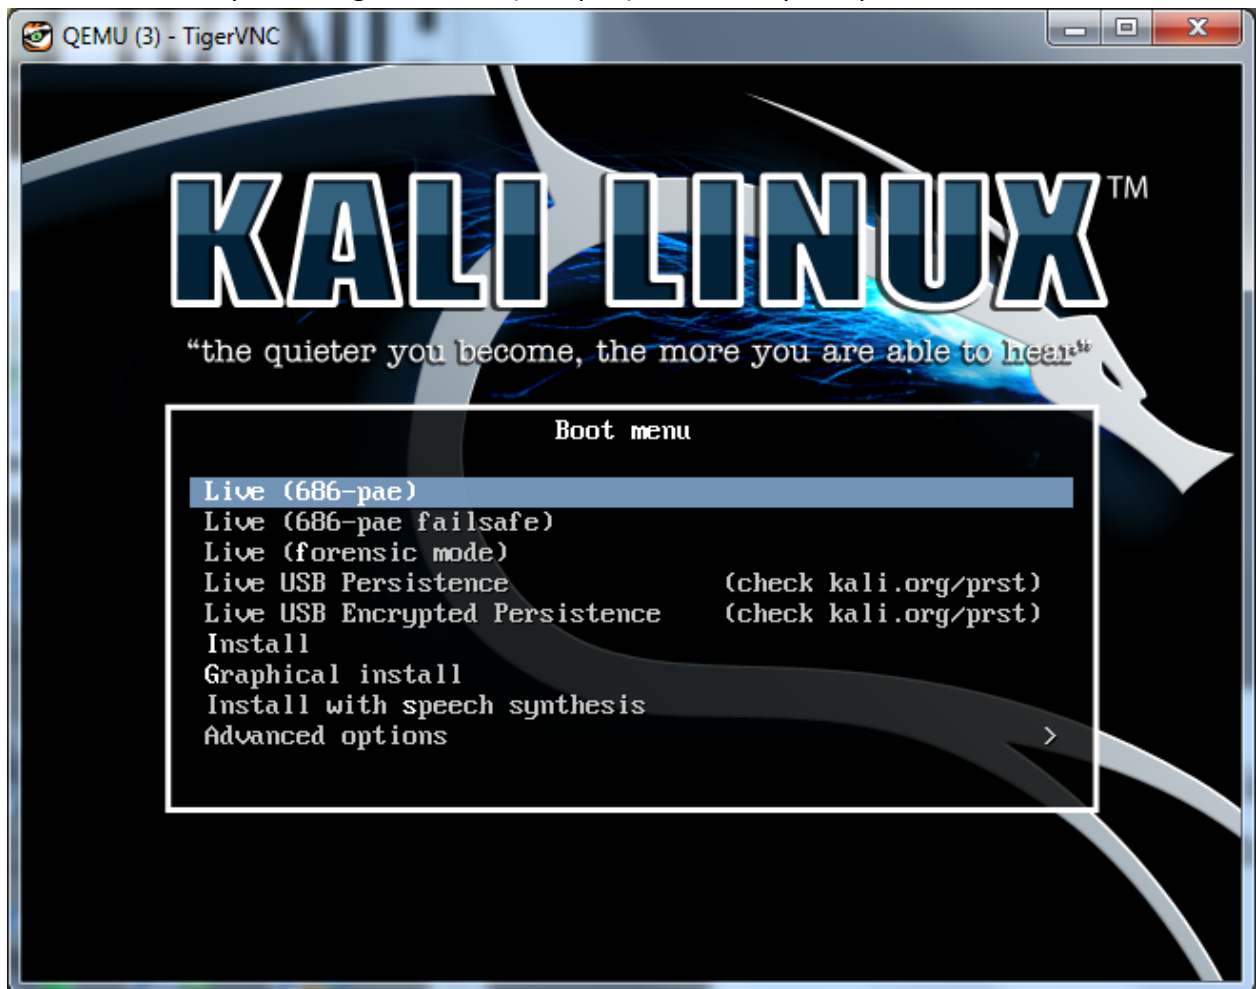 QEMU (3) - TigerVNC
KALI LINUX™
“the quieter you become, the more you are able to hear“
Boot menu
Live (686-pae)
Live (686-pae failsafe)
Live (forensic mode)
Live USB Persistence (check kali.org/prst)
Live USB Encrypted Persistence (check kali.org/prst)
Install
Graphical install
Install with speech synthesis
Advanced options >